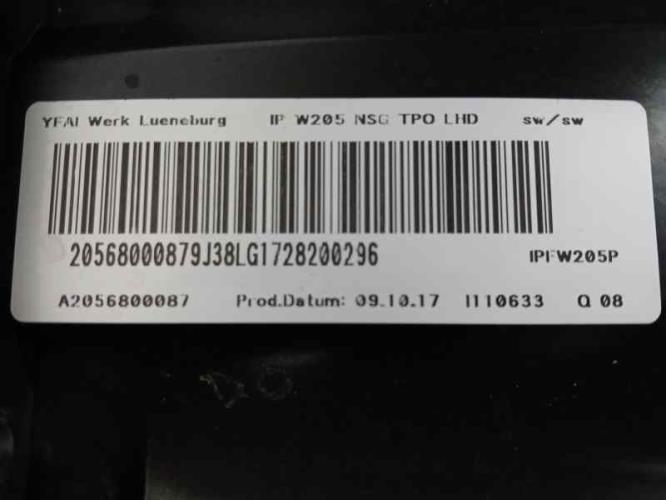 YFAI Werk Lueneburg IP W205 NSG TPO LHD sw/sw
20568000879J38LG1728200296 IPFW205P
A2056800087 Prod.Datum: 09.10.17 1110633 Q 08